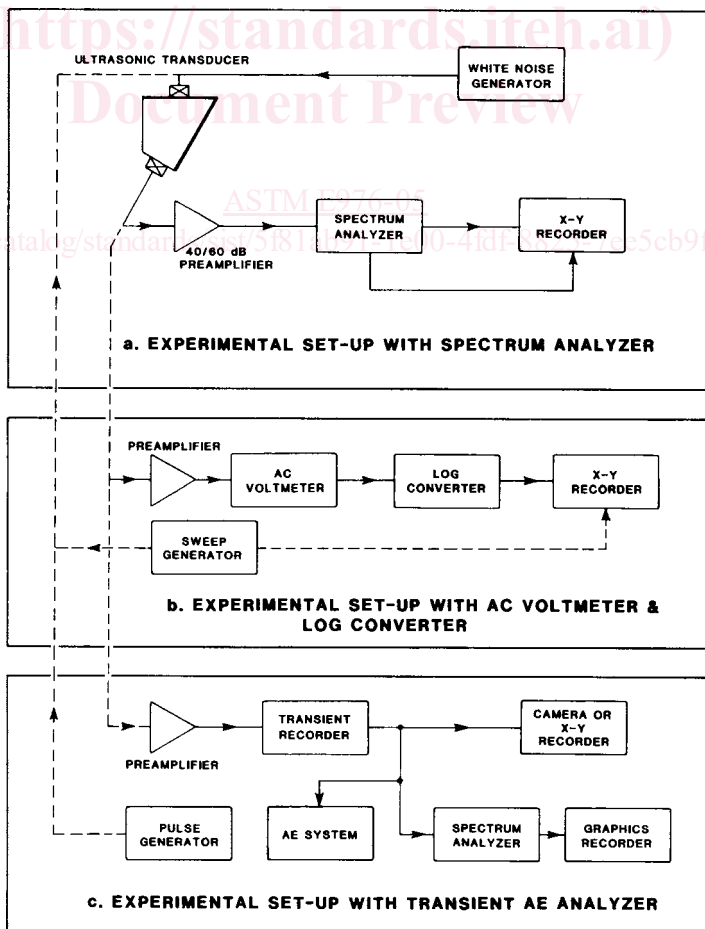 https://standards.iteh.ai)
Document Preview
ULTRASONIC TRANSDUCER
WHITE NOISE
GENERATOR
ASTM E976-05
SPECTRUM
ANALYZER
X-Y
RECORDER
40/60 dB
PREAMPLIFIER
a. EXPERIMENTAL SET-UP WITH SPECTRUM ANALYZER
PREAMPLIFIER
AC
VOLTMETER
LOG
CONVERTER
X-Y
RECORDER
SWEEP
GENERATOR
b. EXPERIMENTAL SET-UP WITH AC VOLTMETER &
LOG CONVERTER
PREAMPLIFIER
TRANSIENT
RECORDER
CAMERA OR
X-Y
RECORDER
PULSE
GENERATOR
AE SYSTEM
SPECTRUM
ANALYZER
GRAPHICS
RECORDER
c. EXPERIMENTAL SET-UP WITH TRANSIENT AE ANALYZER